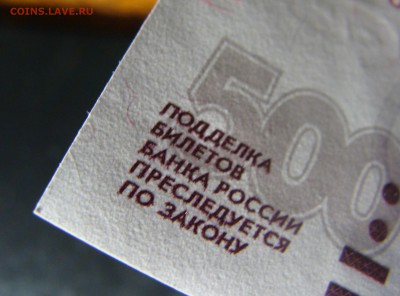 COINS.LAVE.RU
500
ПОДДЕЛКА
БИЛЕТОВ
БАНКА РОССИИ
ПРЕСЛЕДУЕТСЯ
ПО ЗАКОНУ